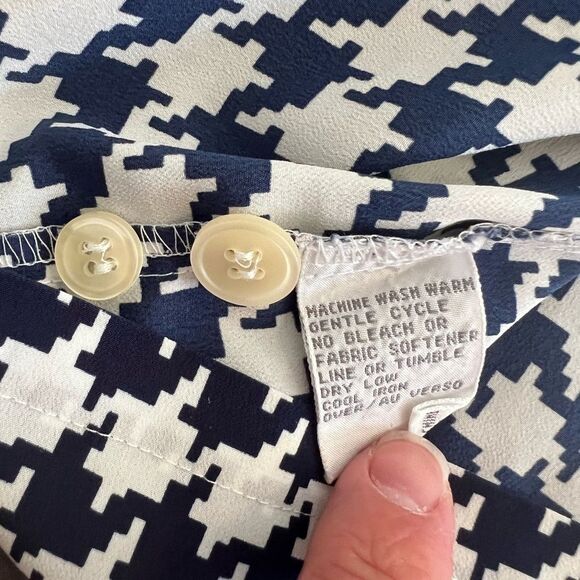 MACHINE WASH WARM
GENTLE CYCLE
NO BLEACH OR
FABRIC SOFTENER
LINE OR TUMBLE
DRY LOW
COOL IRON
OVER/AU VERSO